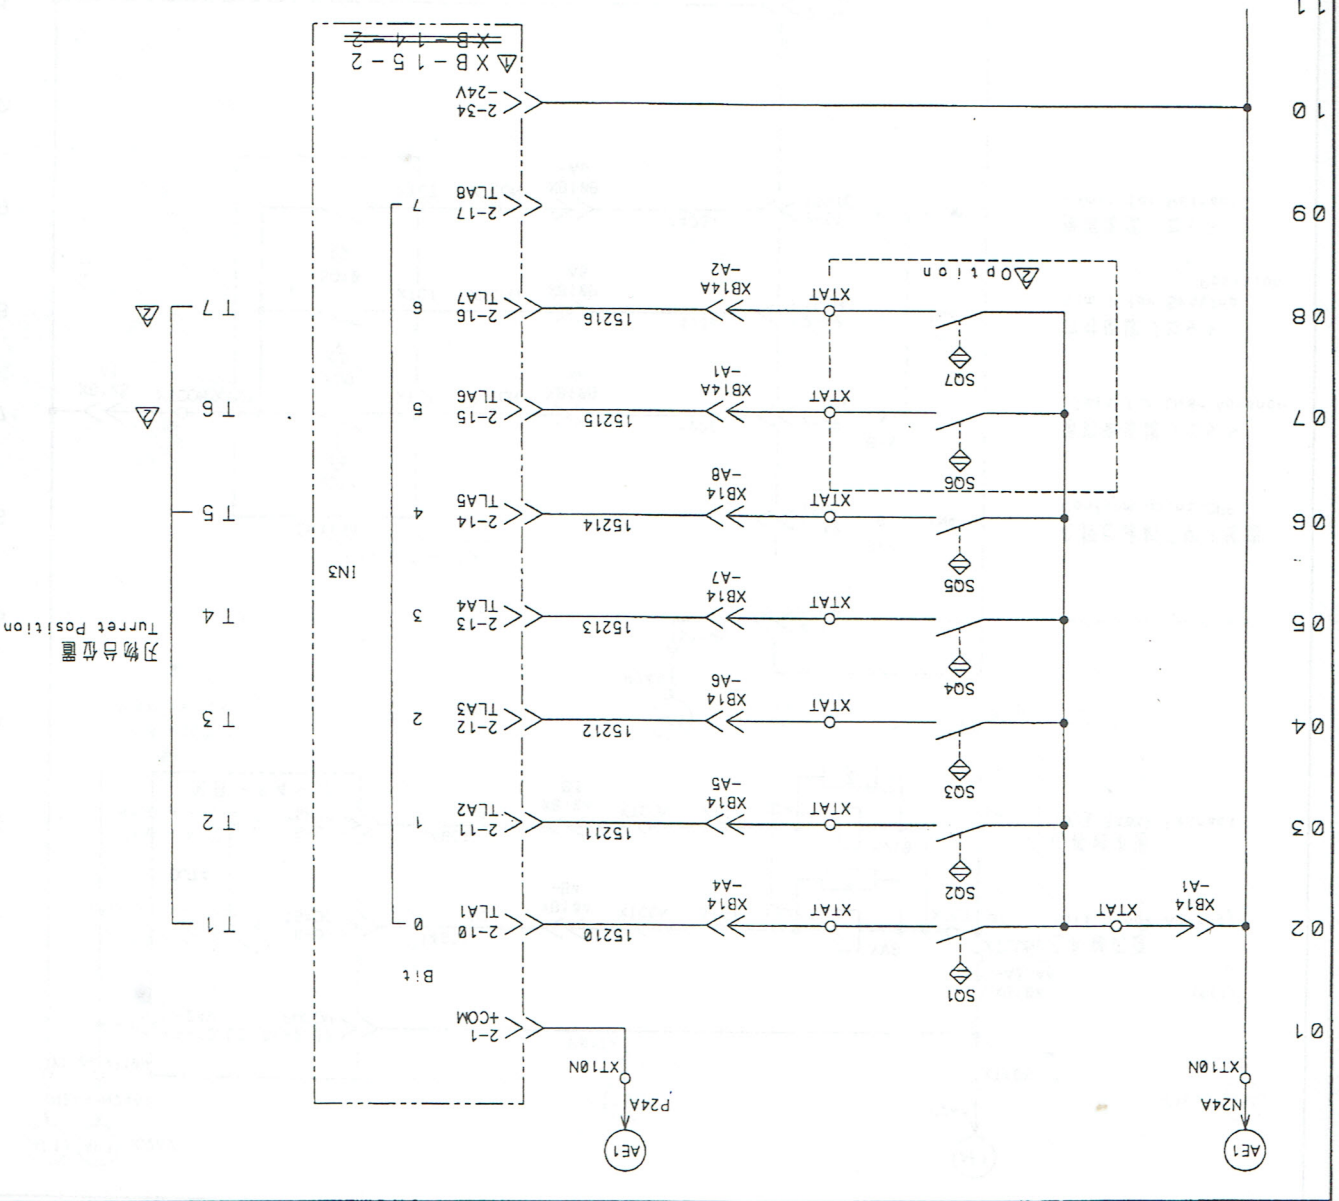 AE1
AE1
N24A
P24A
XT10N
XT10N
01
2-1
+COM
Bit
SQ1
02
XB14
-A1
XTAT
XTAT
XB14
-A4
15210
2-10
TLA1
0
T1
SQ2
03
XTAT
XB14
-A5
15211
2-11
TLA2
1
T2
SQ3
04
XTAT
XB14
-A6
15212
2-12
TLA3
2
T3
刃物台位置
Turret Position
SQ4
05
XTAT
XB14
-A7
15213
2-13
TLA4
3
T4
IN3
SQ5
06
XTAT
XB14
-A8
15214
2-14
TLA5
4
T5
SQ6
07
XTAT
XB14A
-A1
15215
2-15
TLA6
5
T6
2
SQ7
08
XTAT
XB14A
-A2
15216
2-16
TLA7
6
T7
2
2 Option
09
2-17
TLA8
7
10
2-34
-24V
1 XB-15-2
XB-14-2
11